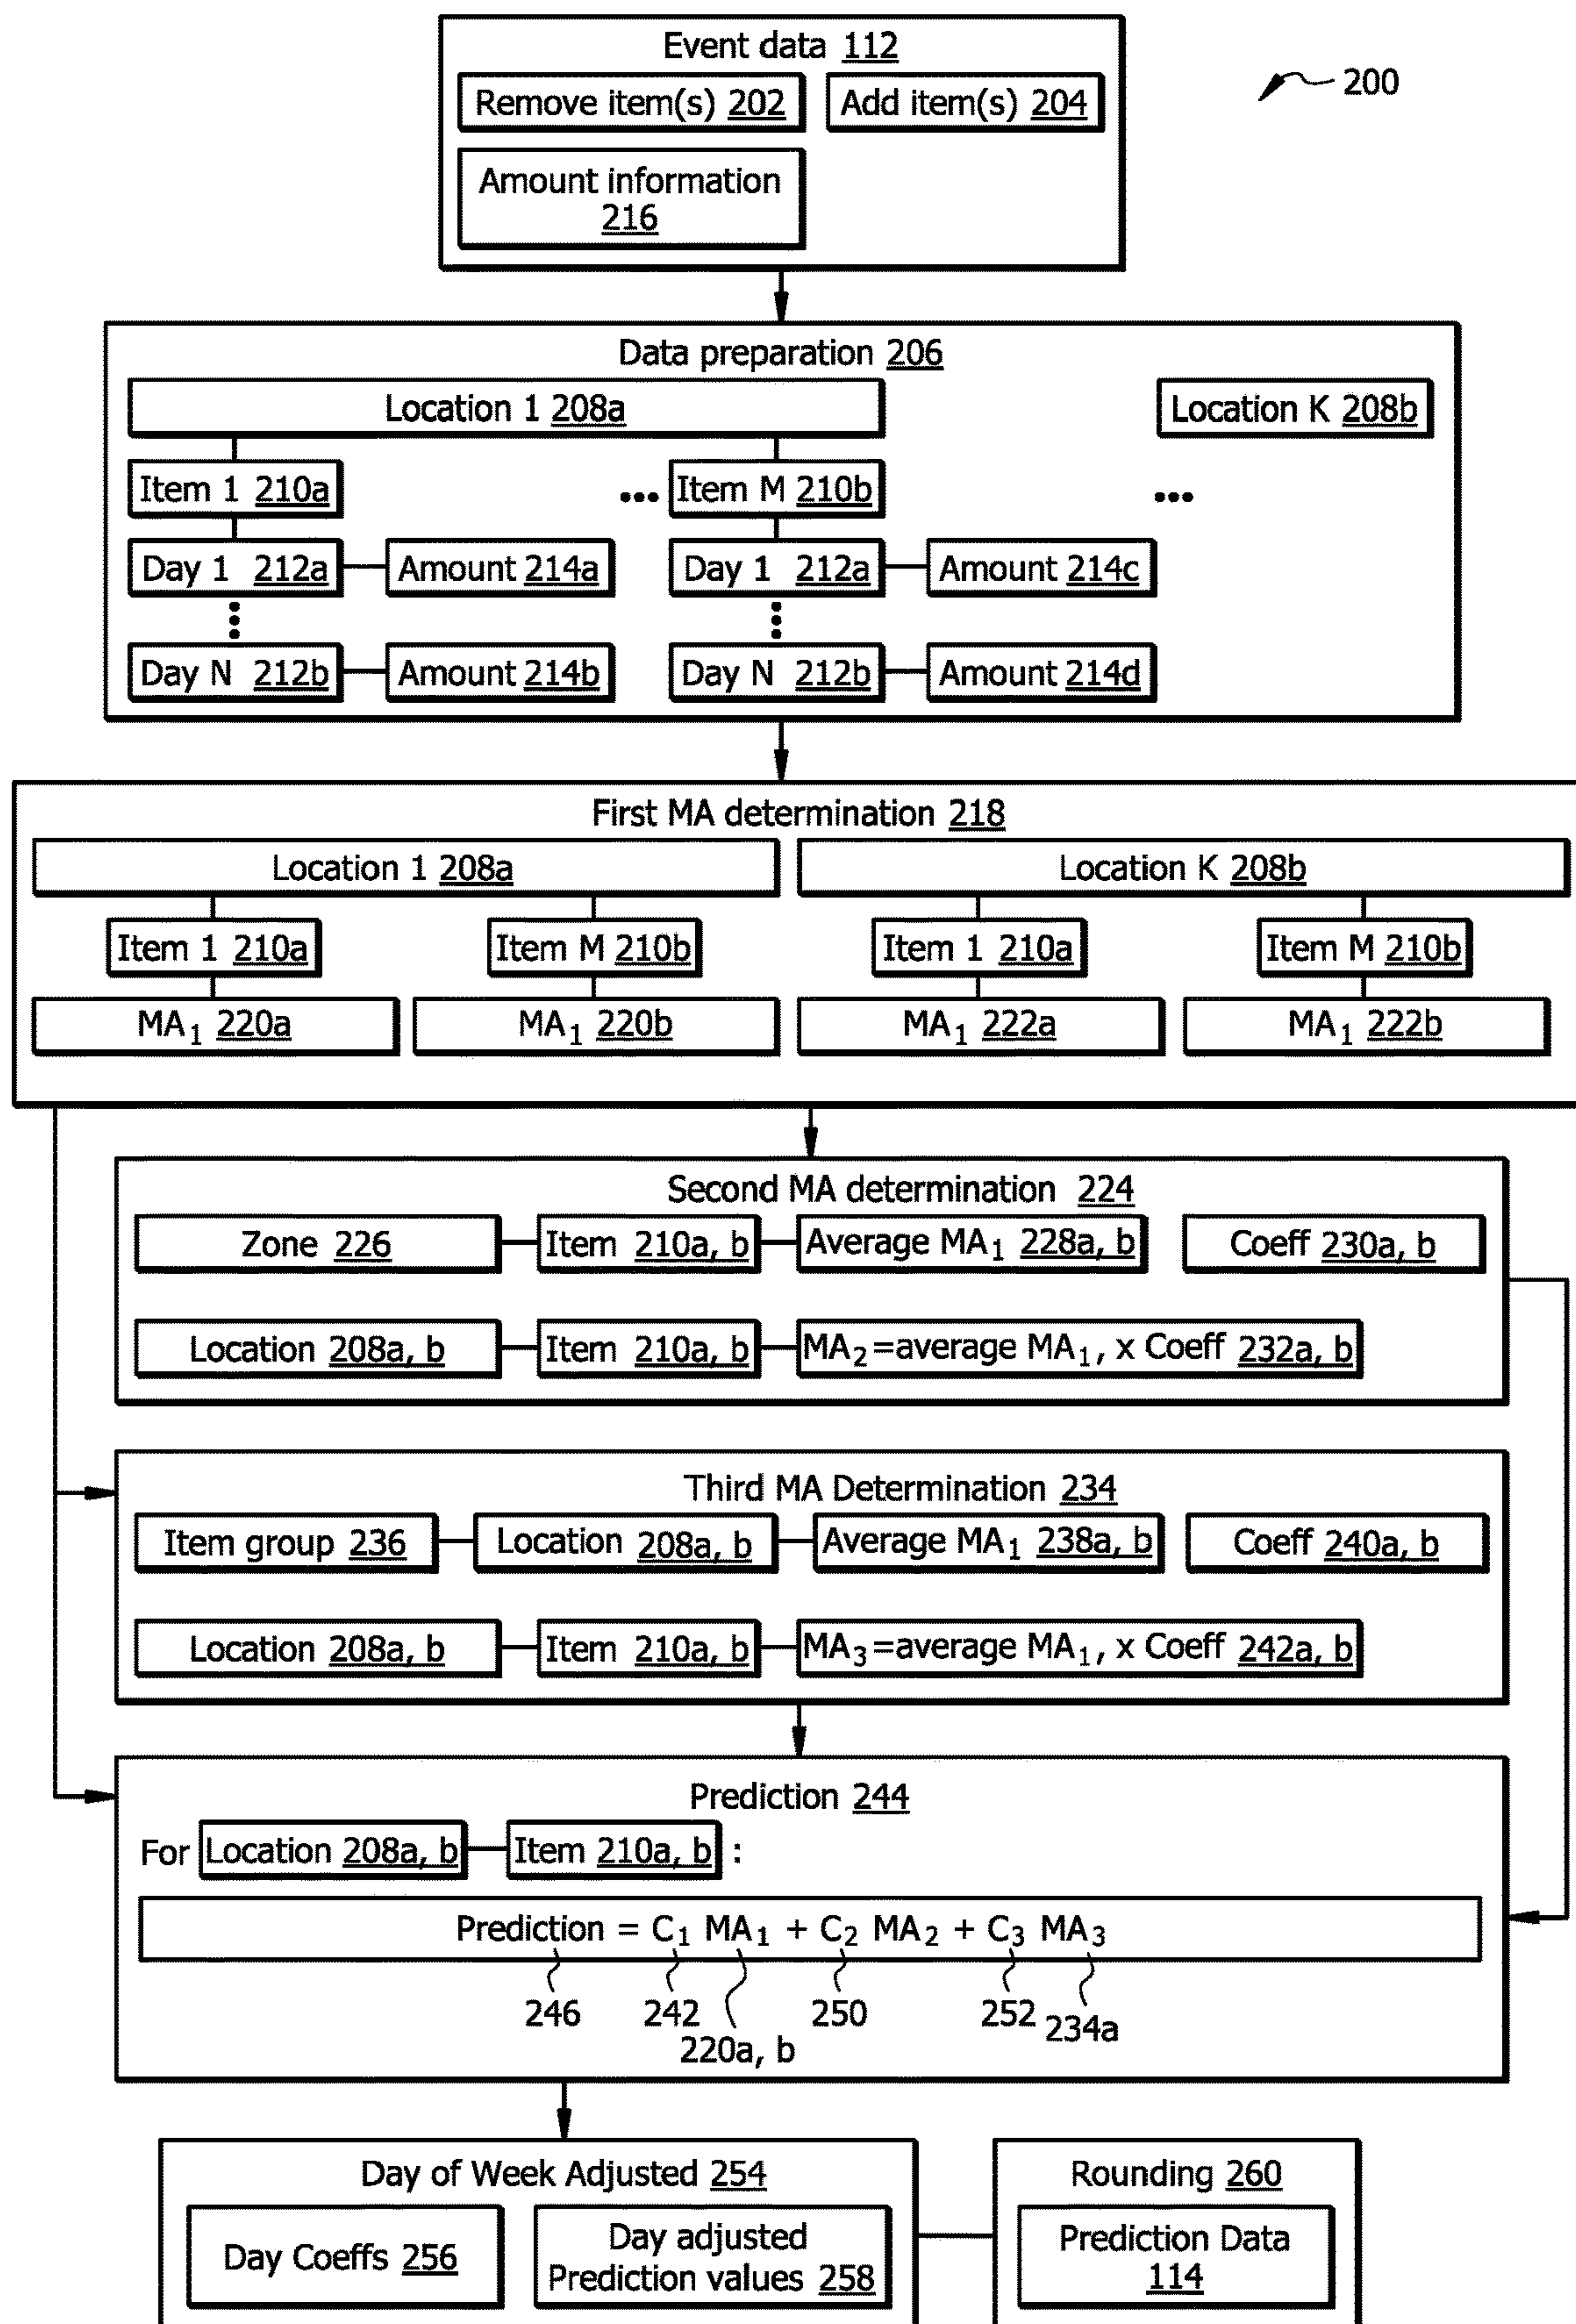 Event data 112
200
Remove item(s) 202 Add item(s) 204
Amount information
216
Data preparation 206
Location 1 208a Location K 208b
Item 1 210a ••• Item M 210b •••
Day 1 212a Amount 214a Day 1 212a Amount 214c
Day N 212b Amount 214b Day N 212b Amount 214d
First MA determination 218
Location 1 208a Location K 208b
Item 1 210a Item M 210b Item 1 210a Item M 210b
MA1 220a MA1 220b MA1 222a MA1 222b
Second MA determination 224
Zone 226 Item 210a, b Average MA1 228a, b Coeff 230a, b
Location 208a, b Item 210a, b MA2=average MA1, x Coeff 232a, b
Third MA Determination 234
Item group 236 Location 208a, b Average MA1 238a, b Coeff 240a, b
Location 208a, b Item 210a, b MA3=average MA1, x Coeff 242a, b
Prediction 244
For Location 208a, b Item 210a, b :
Prediction = C1 MA1 + C2 MA2 + C3 MA3
246 242 250 252 234a
220a, b
Day of Week Adjusted 254 Rounding 260
Day Coeffs 256 Day adjusted Prediction Data
Prediction values 258 114